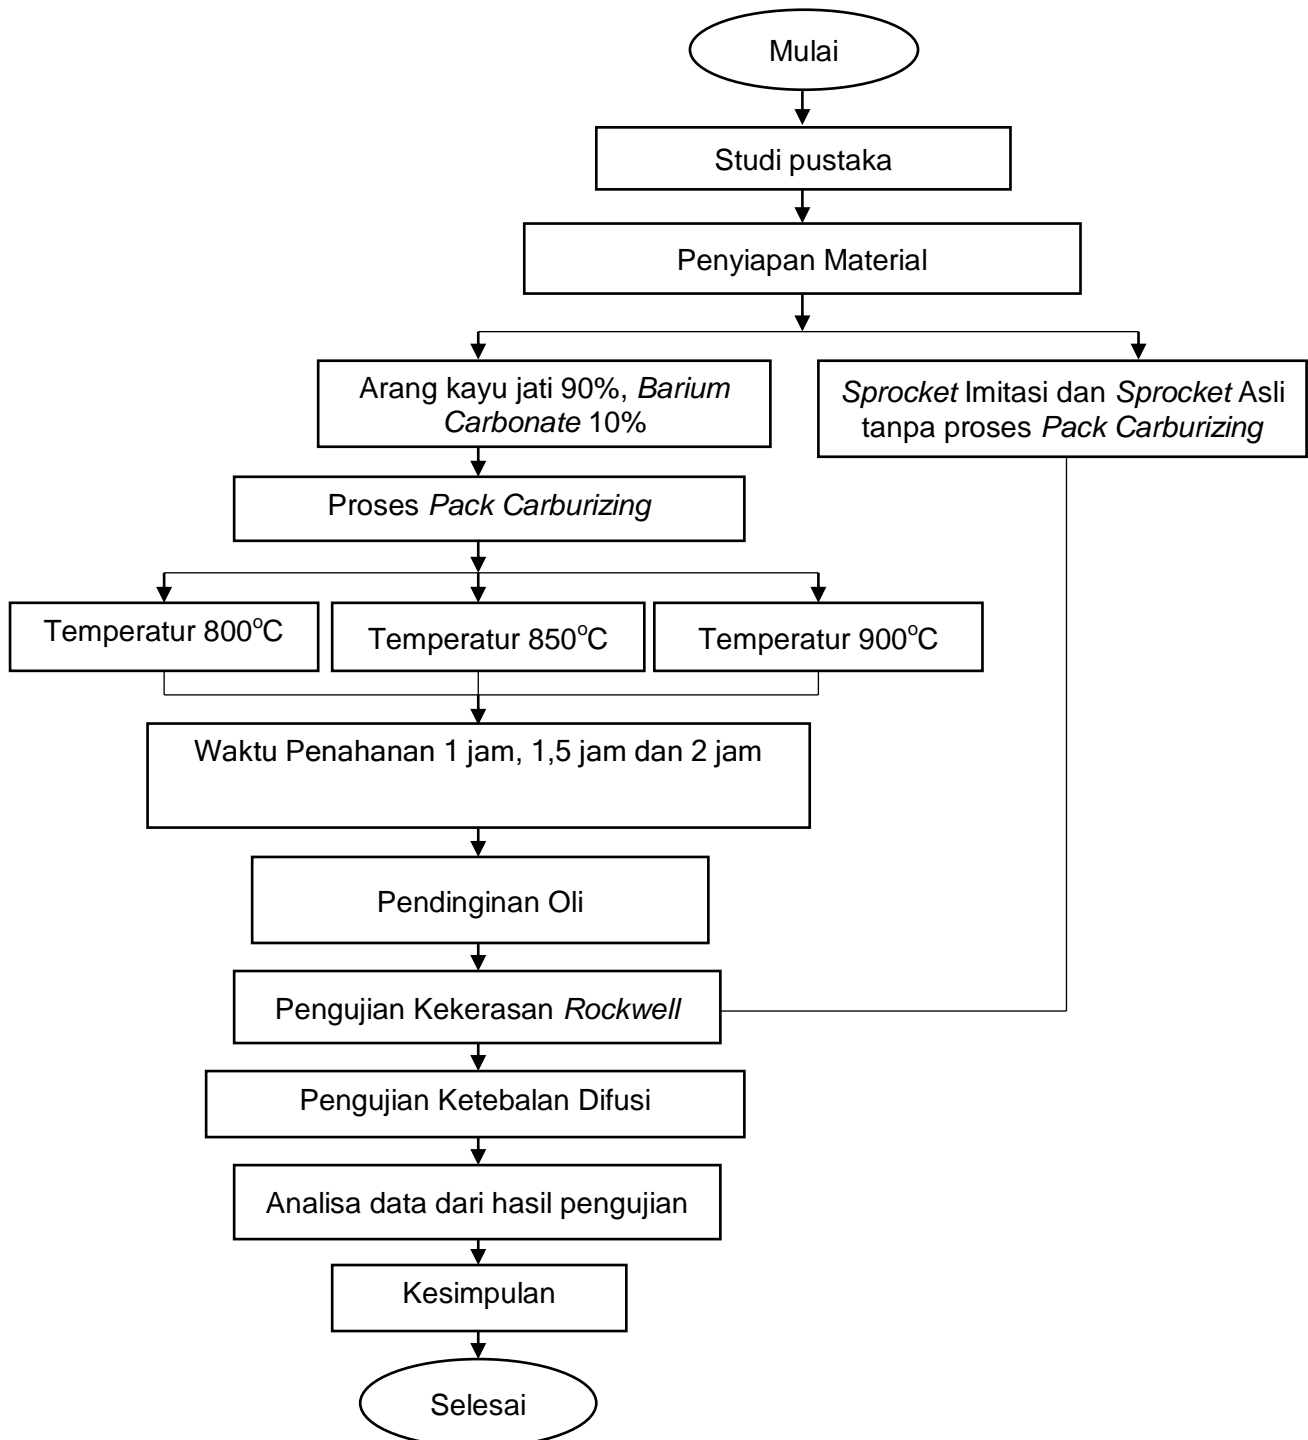 Mulai
Studi pustaka
Penyiapan Material
Arang kayu jati 90%, Barium
Carbonate 10%
Sprocket Imitasi dan Sprocket Asli
tanpa proses Pack Carburizing
Proses Pack Carburizing
Temperatur 800°C
Temperatur 850°C
Temperatur 900°C
Waktu Penahanan 1 jam, 1,5 jam dan 2 jam
Pendinginan Oli
Pengujian Kekerasan Rockwell
Pengujian Ketebalan Difusi
Analisa data dari hasil pengujian
Kesimpulan
Selesai